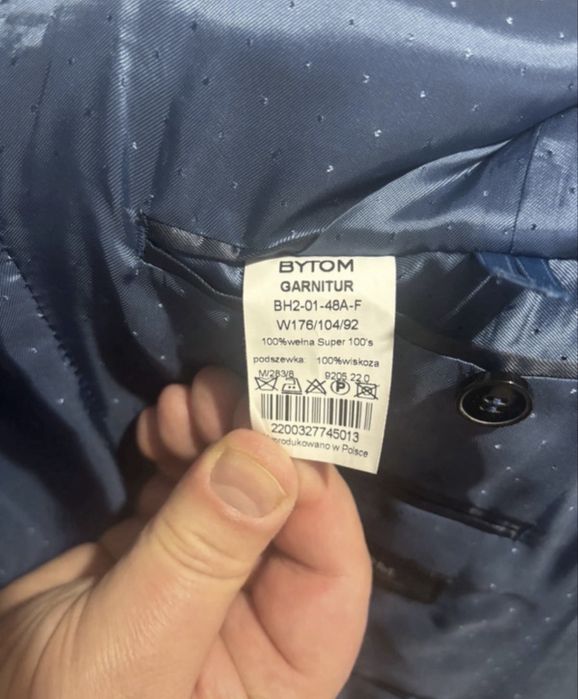 BYTOM
GARNITUR
BH2-01-48A-F
W176/104/92
100%wełna Super 100's
podszewka: 100%wiskoza
M/283/8 9205 22.0
P
2200327745013
produkowano w Polsce